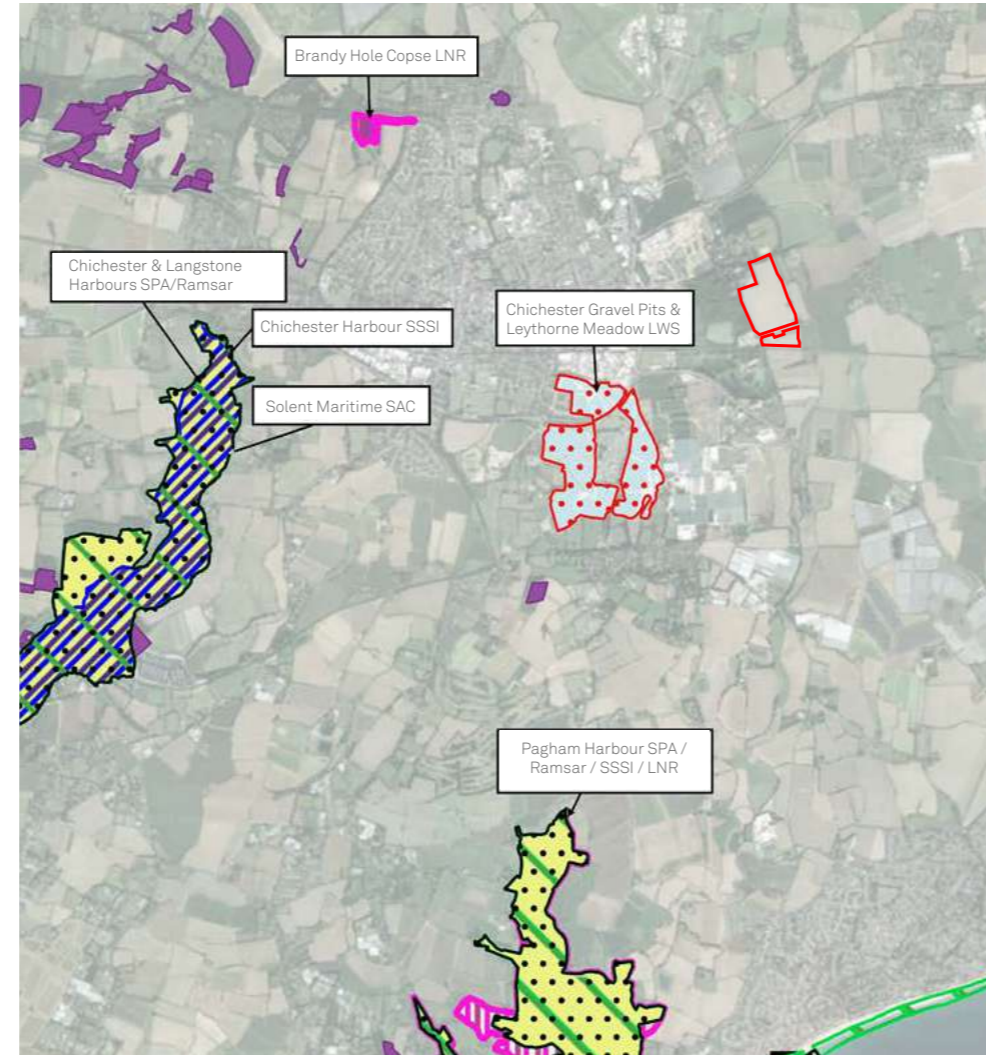 Brandy Hole Copse LNR
Chichester & Langstone
Harbours SPA/Ramsar
Chichester Harbour SSSI
Chichester Gravel Pits &
Leythorne Meadow LWS
Solent Maritime SAC
Pagham Harbour SPA /
Ramsar / SSSI / LNR